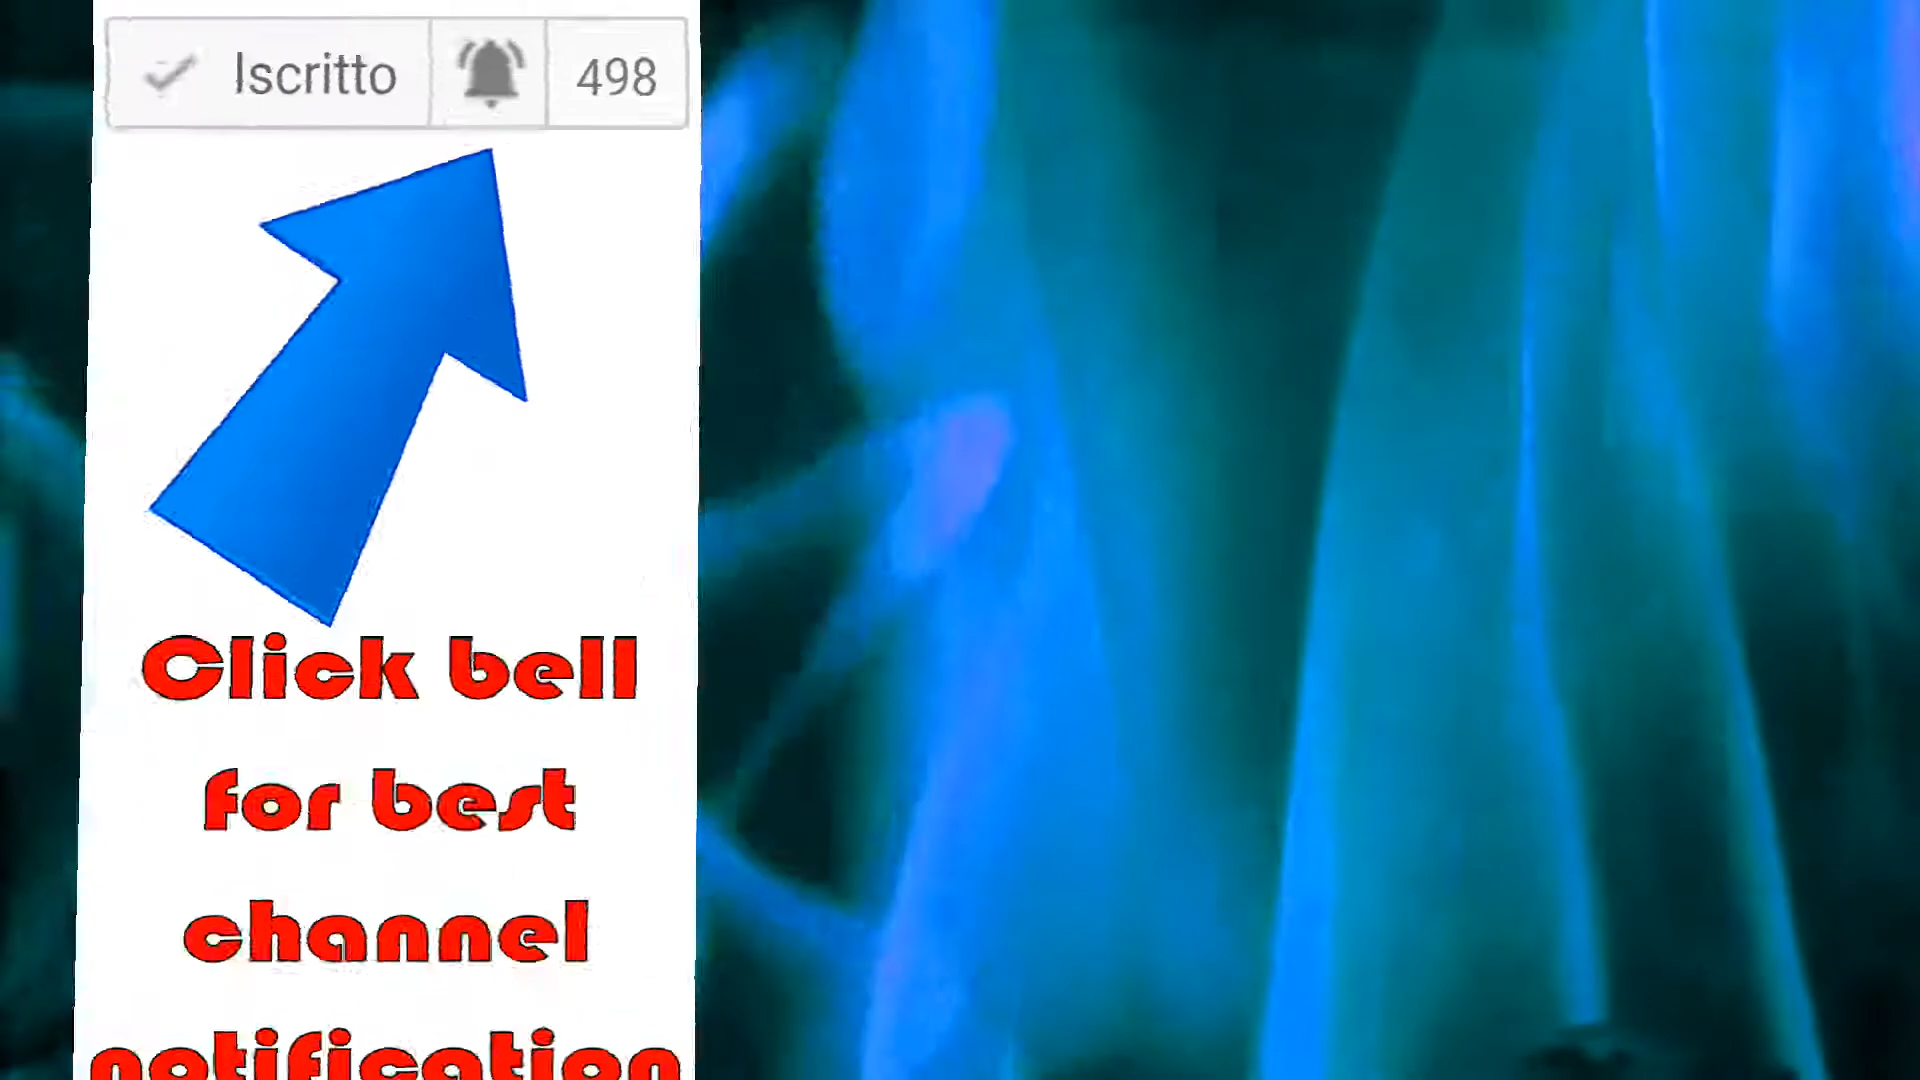 Iscritto 498
Click bell
for best
channel
notification